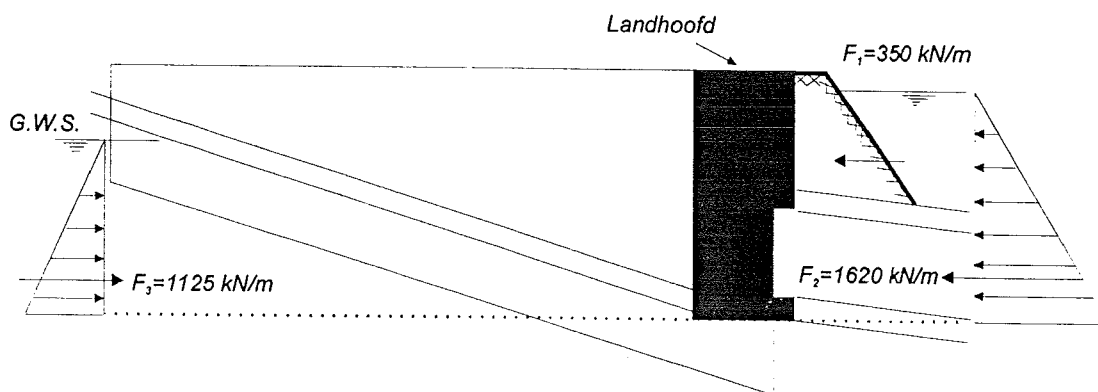 Landhoofd
F₁=350 kN/m
G.W.S.
F₃=1125 kN/m
F₂=1620 kN/m